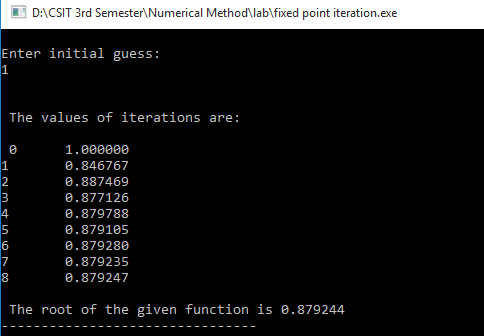 D:\CSIT 3rd Semester\Numerical Method\lab\fixed point iteration.exe
Enter initial guess:
1
The values of iterations are:
0 1.000000
1 0.846767
2 0.887469
3 0.877126
4 0.879788
5 0.879105
6 0.879280
7 0.879235
8 0.879247
The root of the given function is 0.879244
--------------------------------